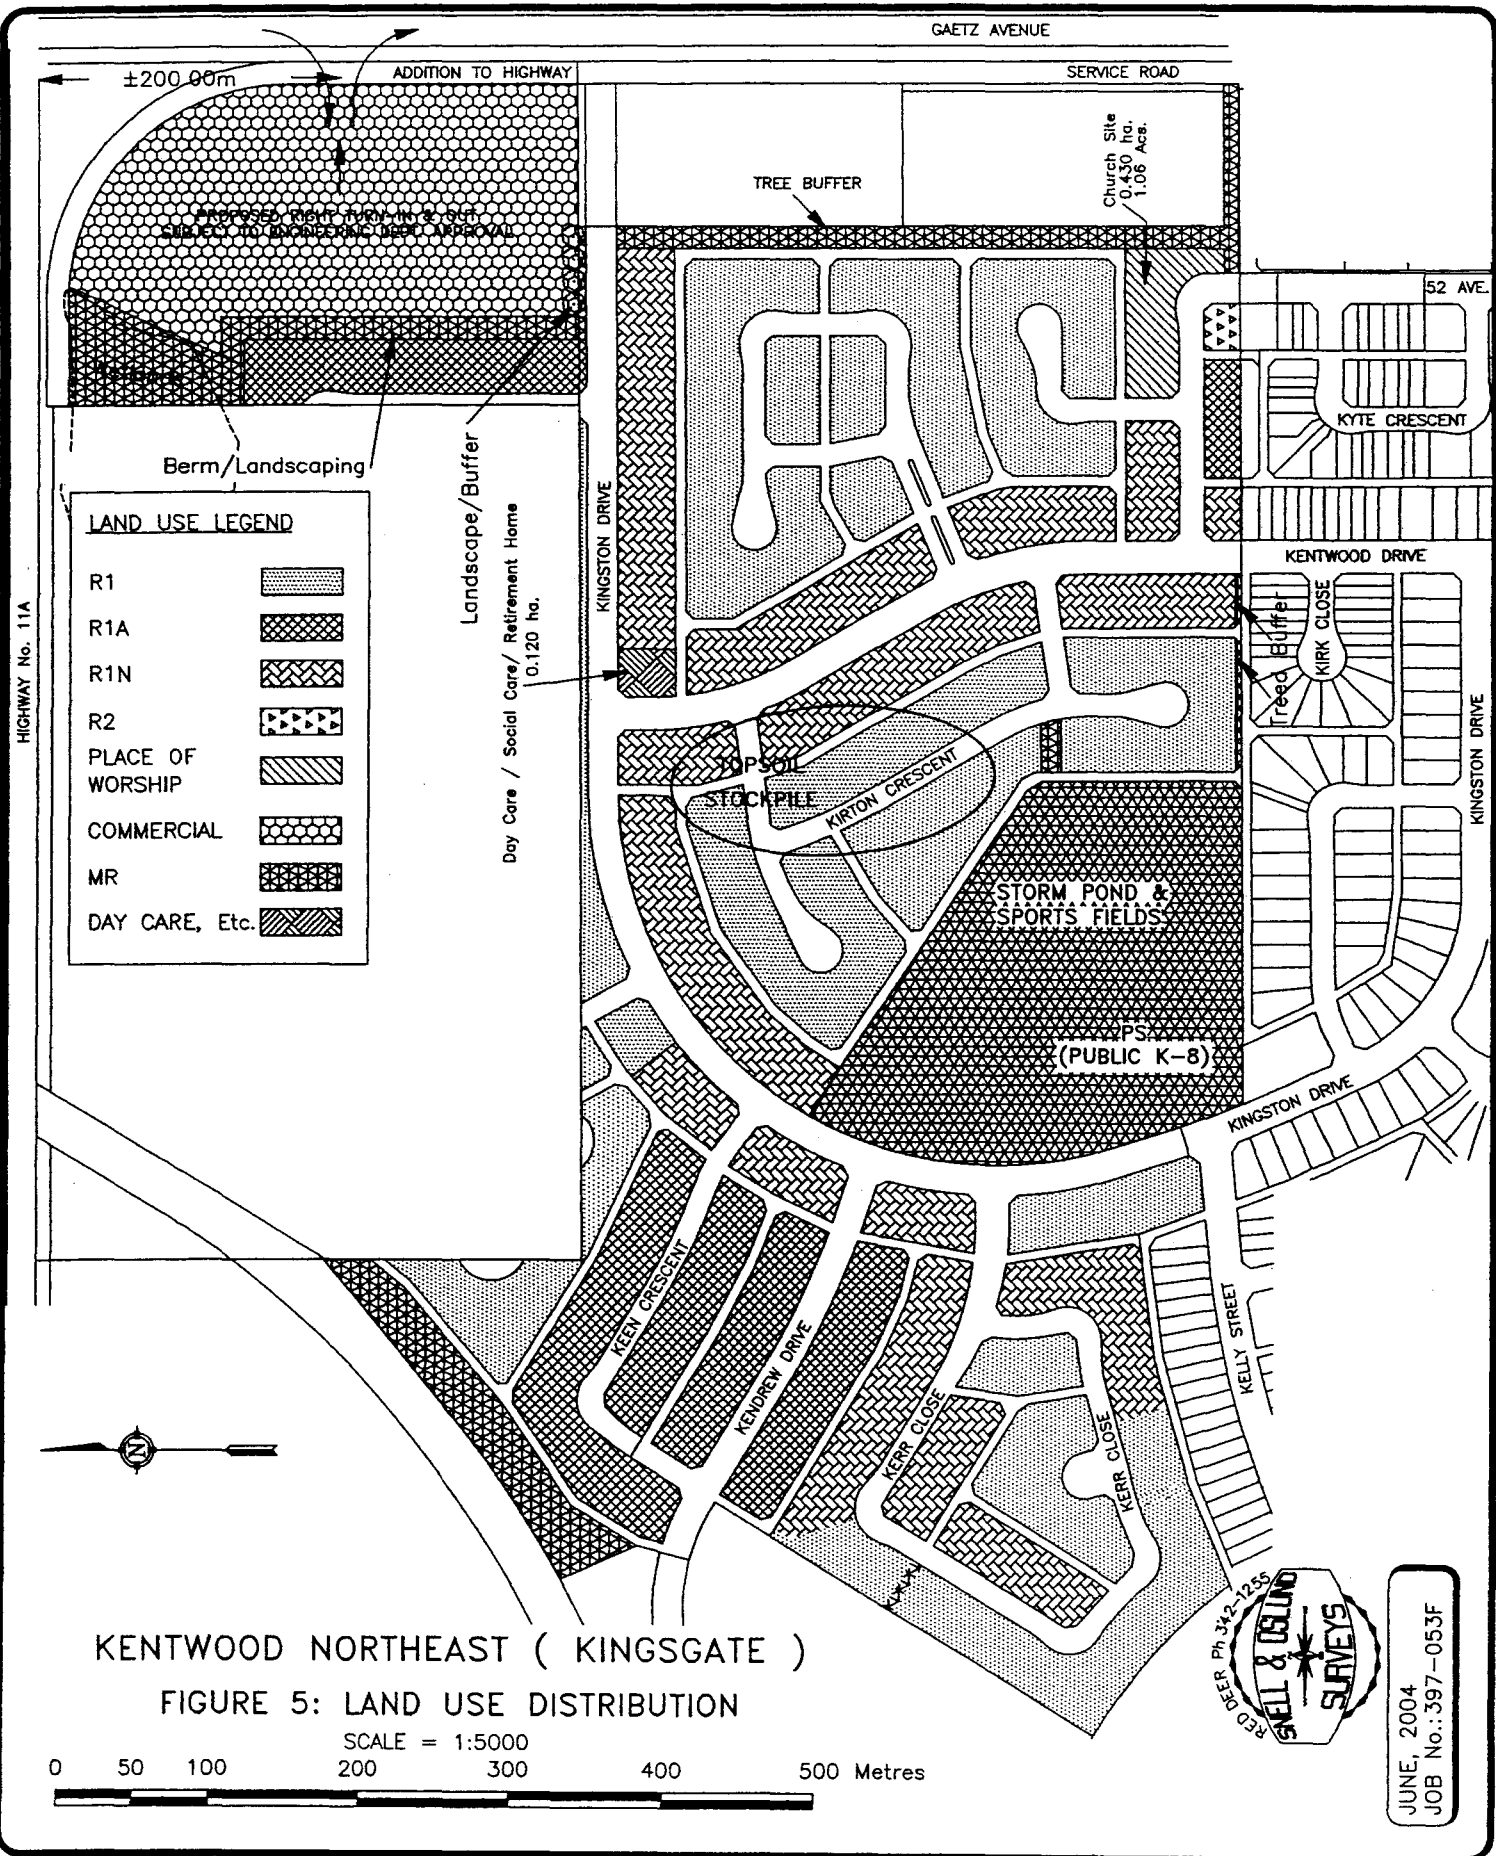 GAETZ AVENUE
±200.00m
ADDITION TO HIGHWAY
SERVICE ROAD
Church Site
0.430 ha.
1.06 Acs.
TREE BUFFER
PROPOSED RIGHT TURN-IN & OUT
SUBJECT TO ENGINEERING DEPT. APPROVAL
52 AVE.
KYTE CRESCENT
Berm/Landscaping
Landscape/Buffer
KINGSTON DRIVE
Day Care / Social Care/ Retirement Home
0.120 ha.
HIGHWAY No. 11A
LAND USE LEGEND
R1
R1A
R1N
R2
PLACE OF
WORSHIP
COMMERCIAL
MR
DAY CARE, Etc.
KENTWOOD DRIVE
Treed Buffer
KIRK CLOSE
KINGSTON DRIVE
TOPSOIL
STOCKPILE
KIRTON CRESCENT
STORM POND &
SPORTS FIELDS
PS
(PUBLIC K-8)
KINGSTON DRIVE
KEEN CRESCENT
KENDREW DRIVE
KERR CLOSE
KERR CLOSE
KELLY STREET
N
KENTWOOD NORTHEAST ( KINGSGATE )
FIGURE 5: LAND USE DISTRIBUTION
SCALE = 1:5000
0 50 100 200 300 400 500 Metres
RED DEER Ph 342-1255
SNELL & OSLUND
SURVEYS
JUNE, 2004
JOB No.:397-053F